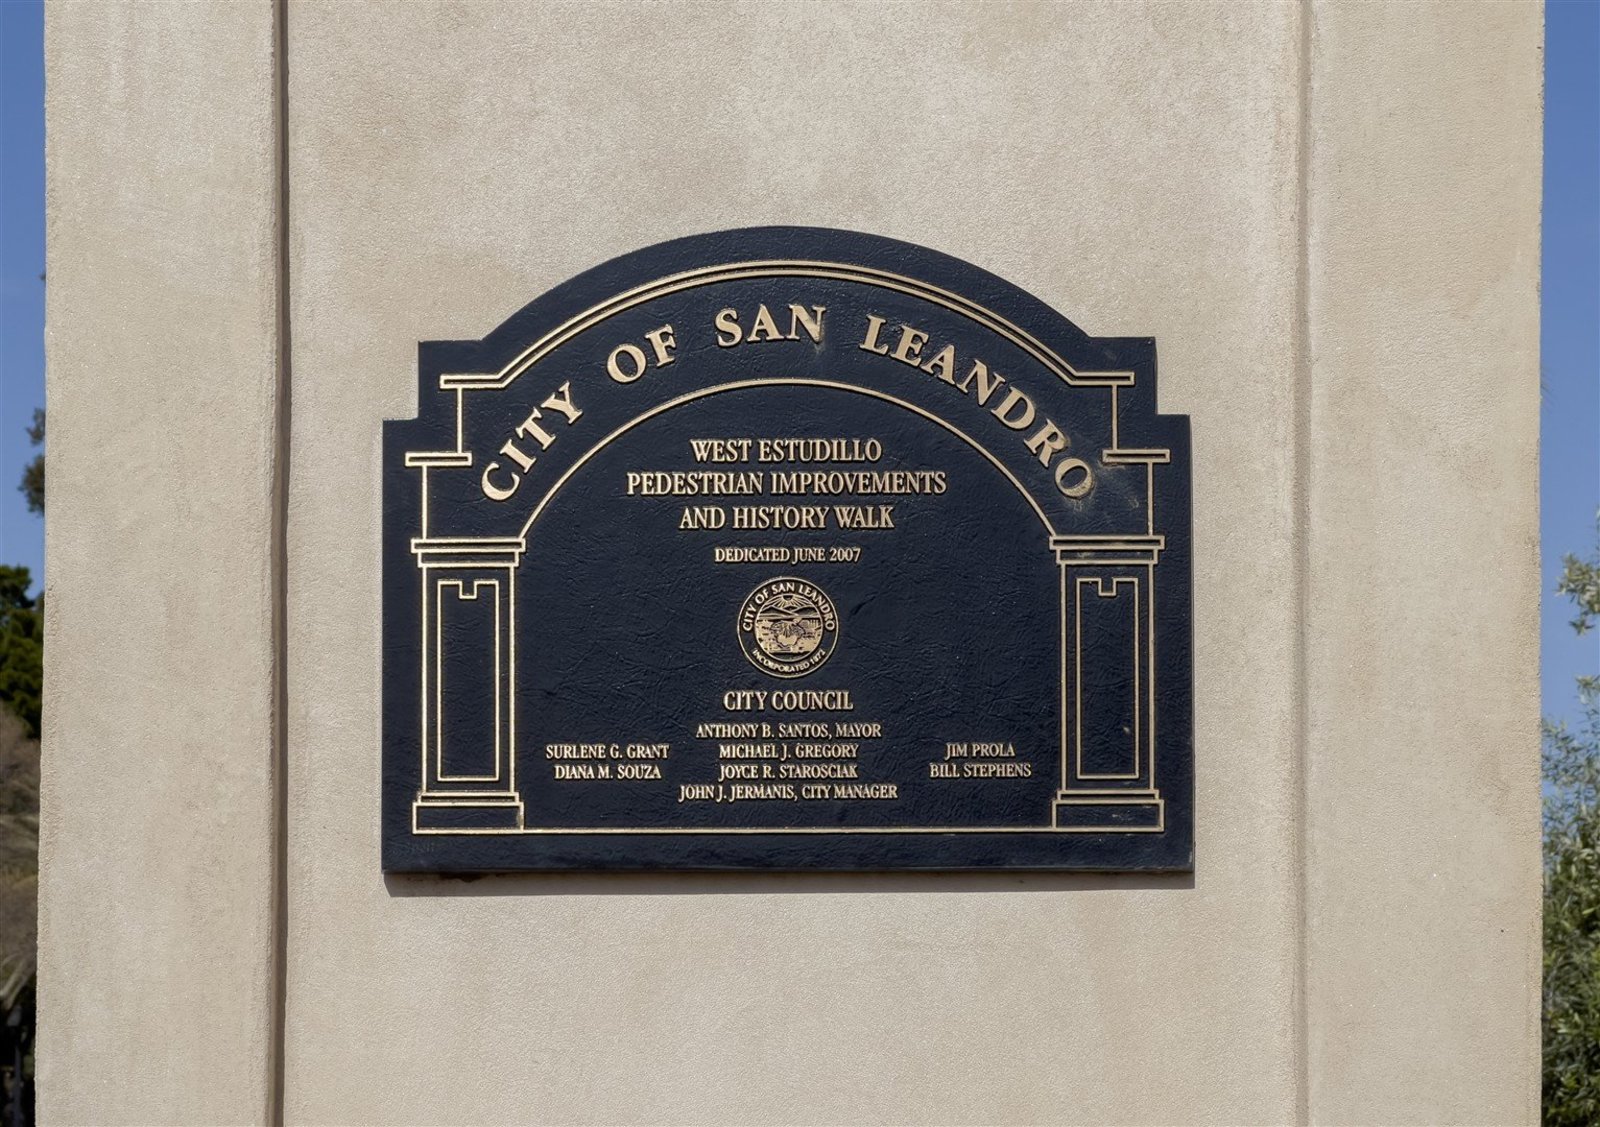 CITY OF SAN LEANDRO
WEST ESTUDILLO
PEDESTRIAN IMPROVEMENTS
AND HISTORY WALK
DEDICATED JUNE 2007
CITY OF SAN LEANDRO
INCORPORATED 1872
CITY COUNCIL
ANTHONY B. SANTOS, MAYOR
SURLENE G. GRANT MICHAEL J. GREGORY JIM PROLA
DIANA M. SOUZA JOYCE R. STAROSCIAK BILL STEPHENS
JOHN J. JERMANIS, CITY MANAGER